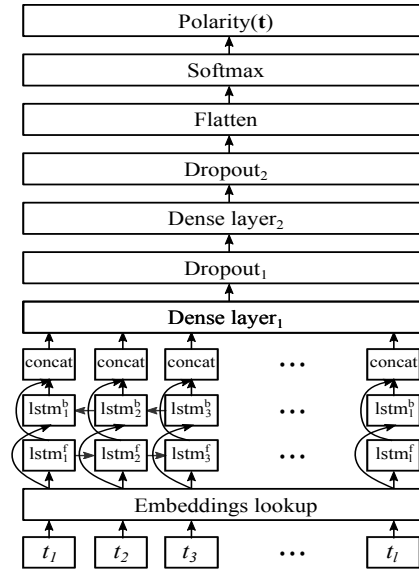 Polarity(t)
Softmax
Flatten
Dropout₂
Dense layer₂
Dropout₁
Dense layer₁
concat concat concat ... concat
lstm₁ᵇ lstm₂ᵇ lstm₃ᵇ ... lstm₁ᵇ
lstm₁ᶠ lstm₂ᶠ lstm₃ᶠ ... lstmₗᶠ
Embeddings lookup
t₁ t₂ t₃ ... tₗ